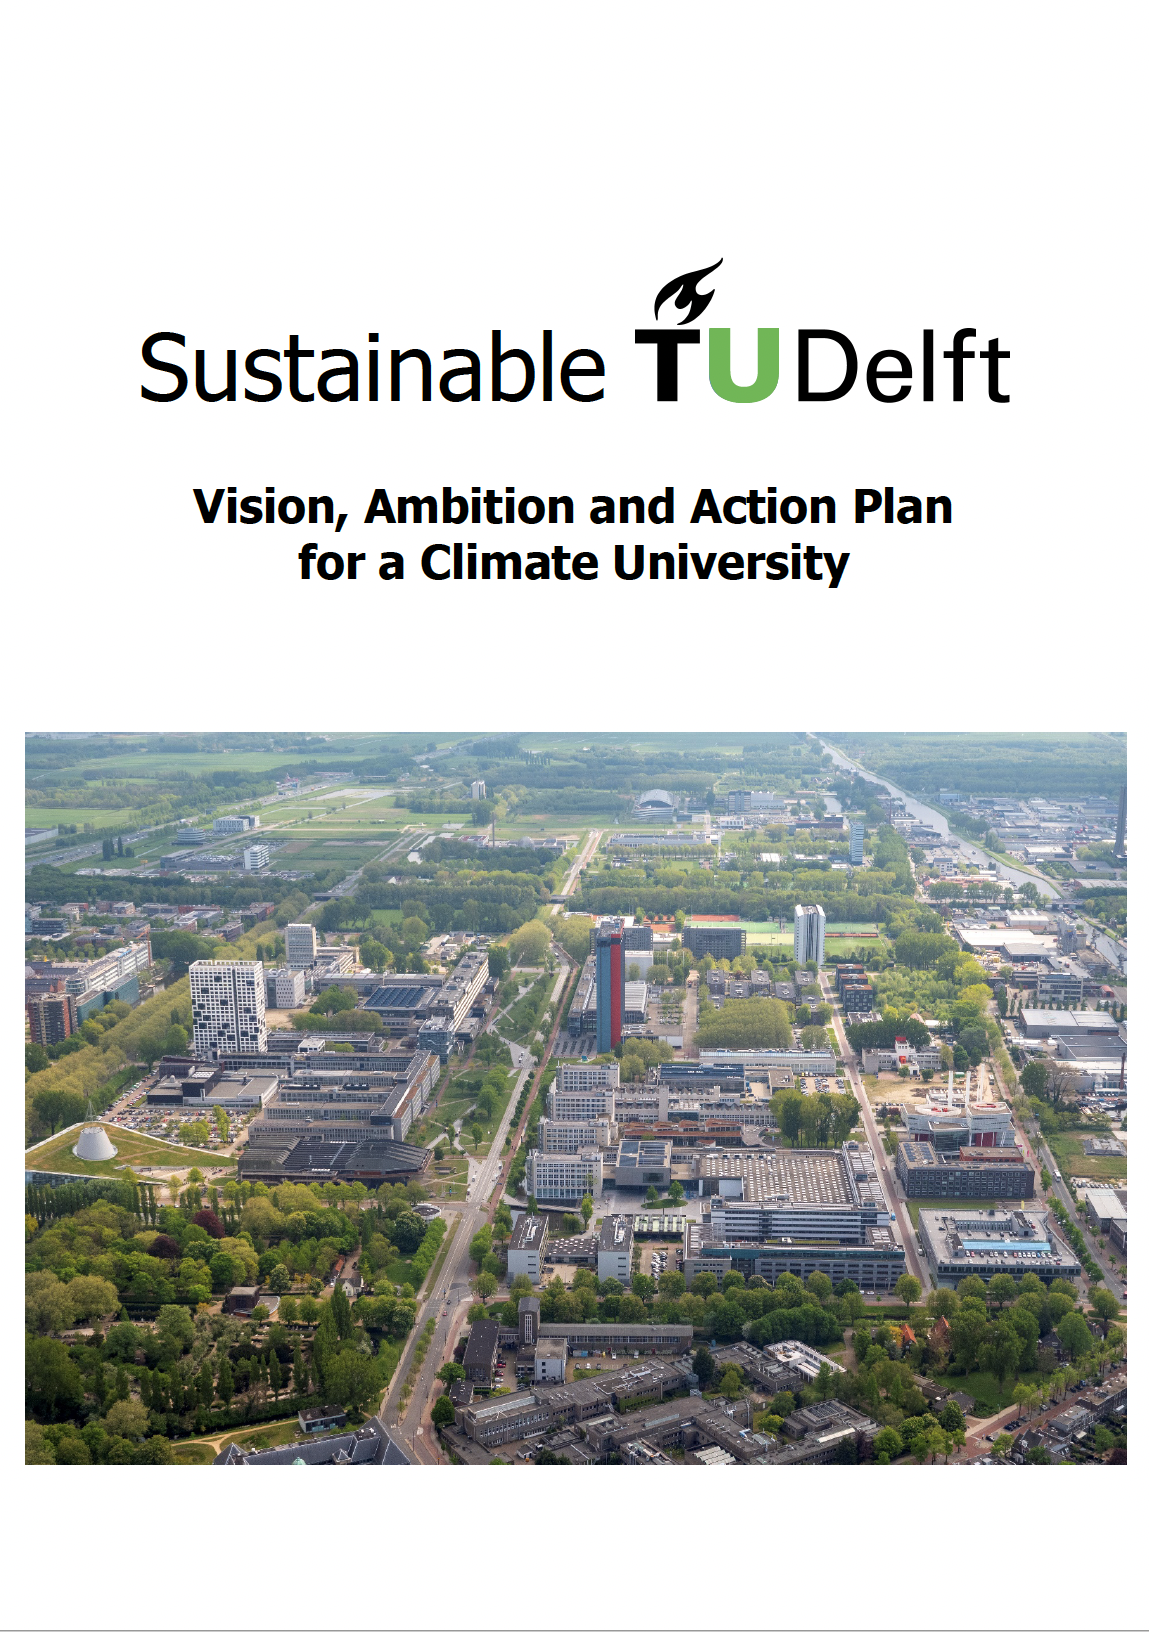 Sustainable TU Delft
Vision, Ambition and Action Plan
for a Climate University